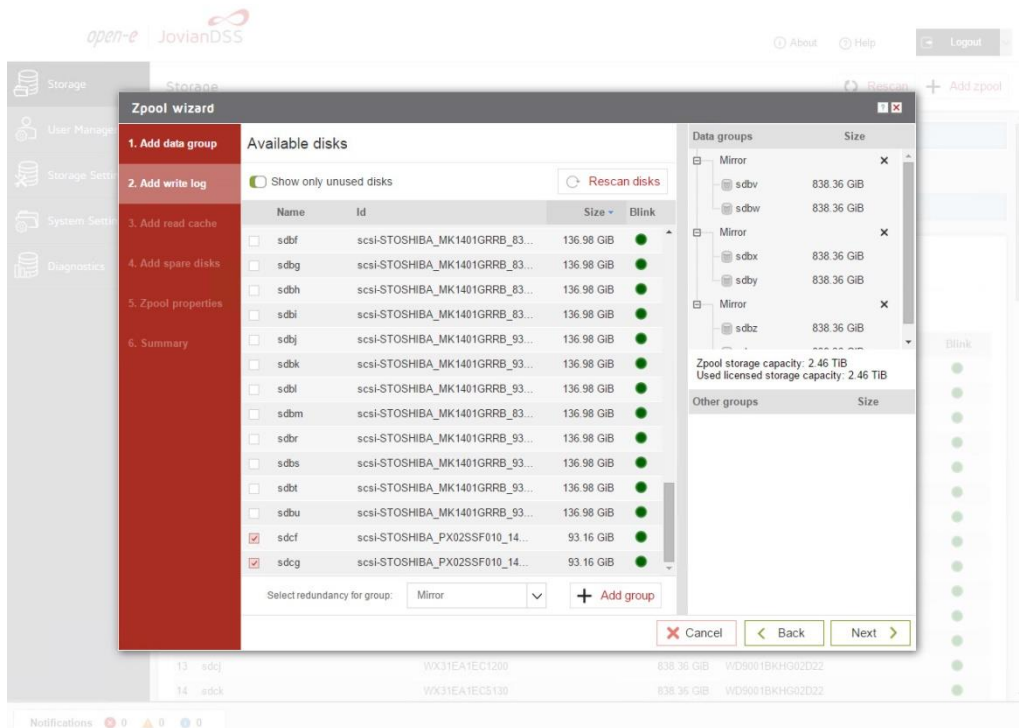 open-e JovianDSS
About Help Logout
Storage
Storage
Rescan
Add zpool
Zpool wizard
User Manage
Storage Settin
System Settin
Diagnostics
1. Add data group
2. Add write log
3. Add read cache
4. Add spare disks
5. Zpool properties
6. Summary
Available disks
Show only unused disks
Rescan disks
Name Id Size Blink
sdbf scsi-STOSHIBA_MK1401GRRB_83... 136.98 GiB
sdbg scsi-STOSHIBA_MK1401GRRB_83... 136.98 GiB
sdbh scsi-STOSHIBA_MK1401GRRB_83... 136.98 GiB
sdbi scsi-STOSHIBA_MK1401GRRB_83... 136.98 GiB
sdbj scsi-STOSHIBA_MK1401GRRB_93... 136.98 GiB
sdbk scsi-STOSHIBA_MK1401GRRB_93... 136.98 GiB
sdbl scsi-STOSHIBA_MK1401GRRB_93... 136.98 GiB
sdbm scsi-STOSHIBA_MK1401GRRB_83... 136.98 GiB
sdbr scsi-STOSHIBA_MK1401GRRB_93... 136.98 GiB
sdbs scsi-STOSHIBA_MK1401GRRB_93... 136.98 GiB
sdbt scsi-STOSHIBA_MK1401GRRB_93... 136.98 GiB
sdbu scsi-STOSHIBA_MK1401GRRB_93... 136.98 GiB
sdcf scsi-STOSHIBA_PX02SSF010_14... 93.16 GiB
sdcg scsi-STOSHIBA_PX02SSF010_14... 93.16 GiB
Select redundancy for group: Mirror
Add group
Data groups Size
Mirror
sdbv 838.36 GiB
sdbw 838.36 GiB
Mirror
sdbx 838.36 GiB
sdby 838.36 GiB
Mirror
sdbz 838.36 GiB
Zpool storage capacity: 2.46 TiB
Used licensed storage capacity: 2.46 TiB
Other groups Size
Cancel Back Next
Blink
13 sdcj WX31EA1EC1200 838.36 GiB WD9001BKHG02D22
14 sdck WX31EA1EC5130 838.36 GiB WD9001BKHG02D22
Notifications 0 0 0